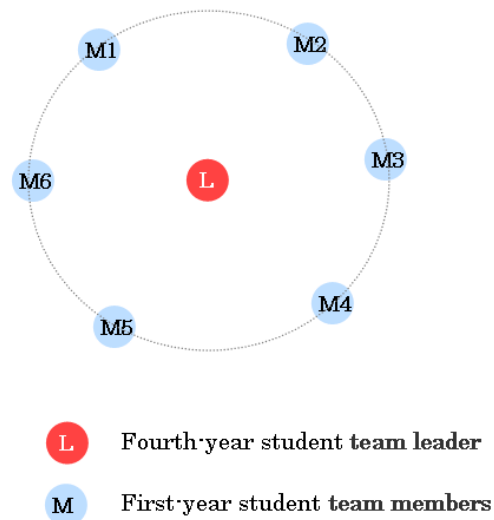 M1
M2
M3
M6
L
M4
M5
L Fourth-year student team leader
M First-year student team members